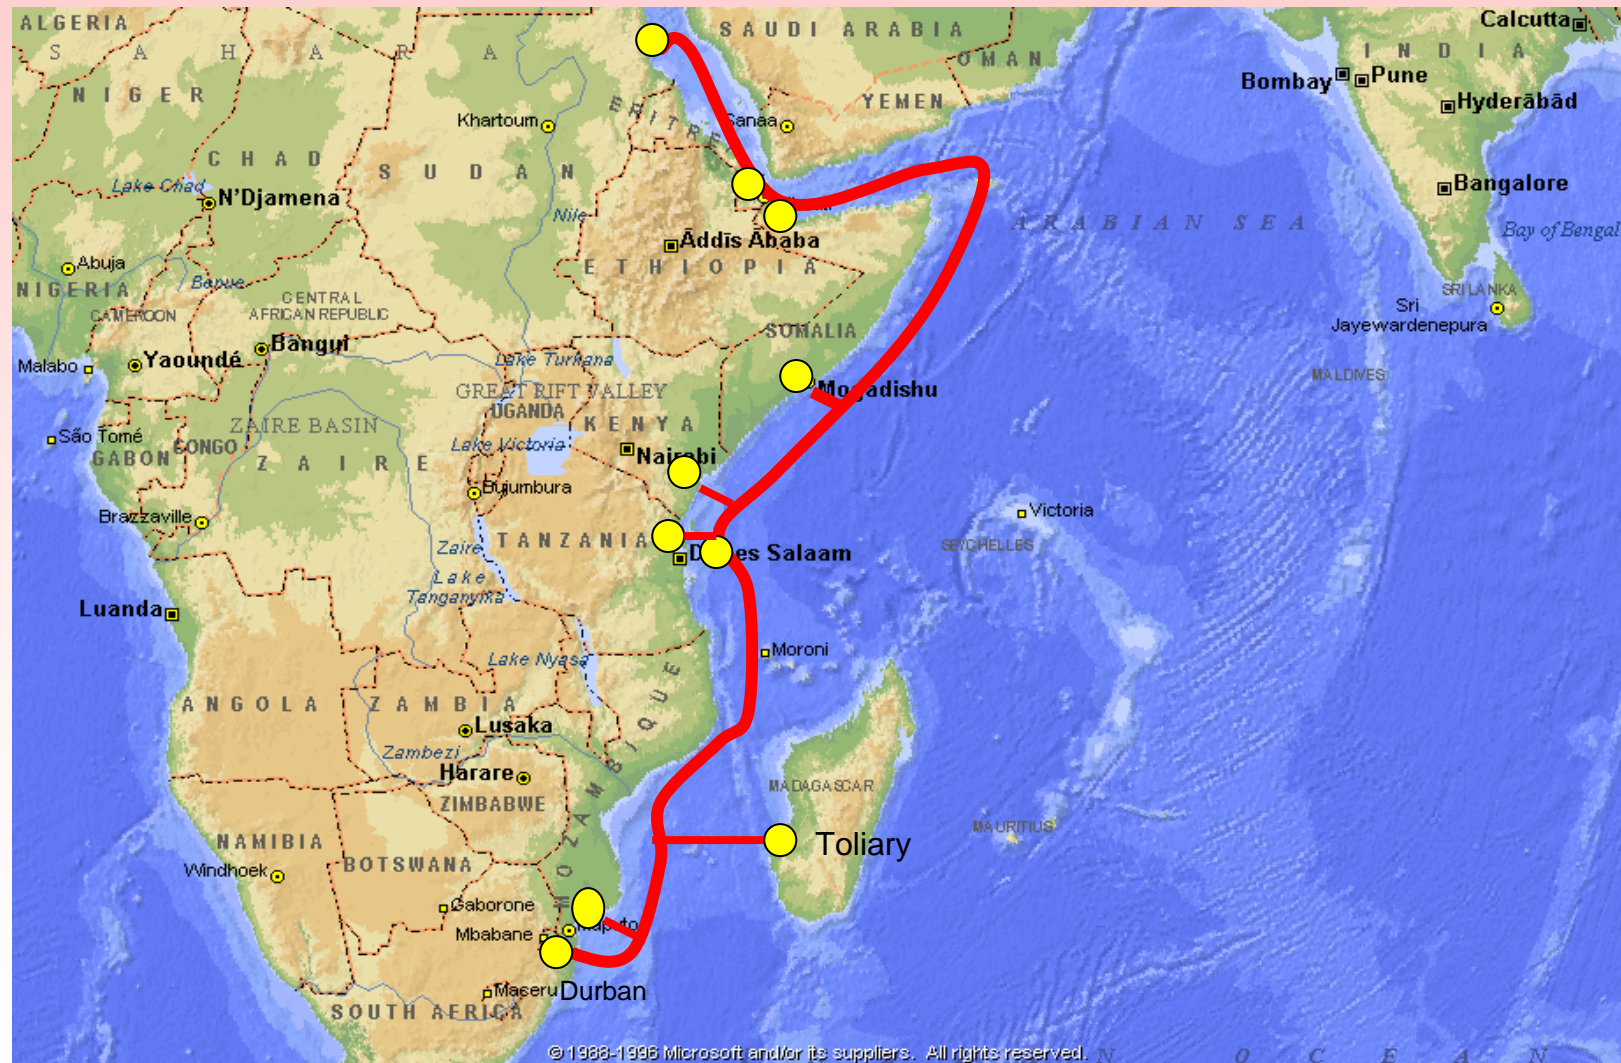 ALGERIA
SAUDI ARABIA
Calcutta
SAHARA
INDIA
OMAN
Bombay
Pune
NIGER
YEMEN
Hyderābād
Khartoum
ERITRE
Sanaa
CHAD
SUDAN
Lake Chad
N'Djamena
Bangalore
Nile
ARABIAN SEA
Bay of Bengal
Āddīs Ābaba
Abuja
ETHIOPIA
NIGERIA
Benue
CENTRAL
AFRICAN REPUBLIC
SRI LANKA
CAMEROON
Sri
Jayewardenepura
SOMALIA
Bangui
Yaoundé
Malabo
Lake Turkana
MALDIVES
GREAT RIFT VALLEY
Mogadishu
UGANDA
ZAIRE BASIN
KENYA
São Tomé
CONGO
Lake Victoria
GABON
ZAIRE
Nairobi
Bujumbura
Brazzaville
Victoria
Zaire
TANZANIA
SEYCHELLES
D es Salaam
Lake
Tanganyika
Luanda
Moroni
Lake Nyasa
ANGOLA
ZAMBIA
Lusaka
MOZAMBIQUE
Zambezi
Harare
MADAGASCAR
ZIMBABWE
MAURITIUS
NAMIBIA
Toliary
BOTSWANA
Windhoek
Gaborone
Mbabane
Maputo
Maseru
Durban
SOUTH AFRICA
© 1988-1996 Microsoft and/or its suppliers. All rights reserved.
N OCEAN